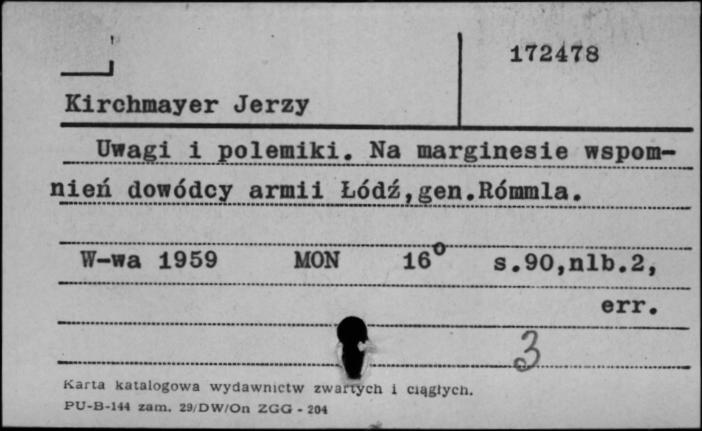 172478
Kirchmayer Jerzy
Uwagi i polemiki. Na marginesie wspom-
nień dowódcy armii Łódź,gen.Rómmla.
W-wa 1959 MON 16° s.90,nlb.2,
err.
3
Karta katalogowa wydawnictw zwartych i ciągłych.
PU-B-144 zam. 29/DW/On ZGG - 204